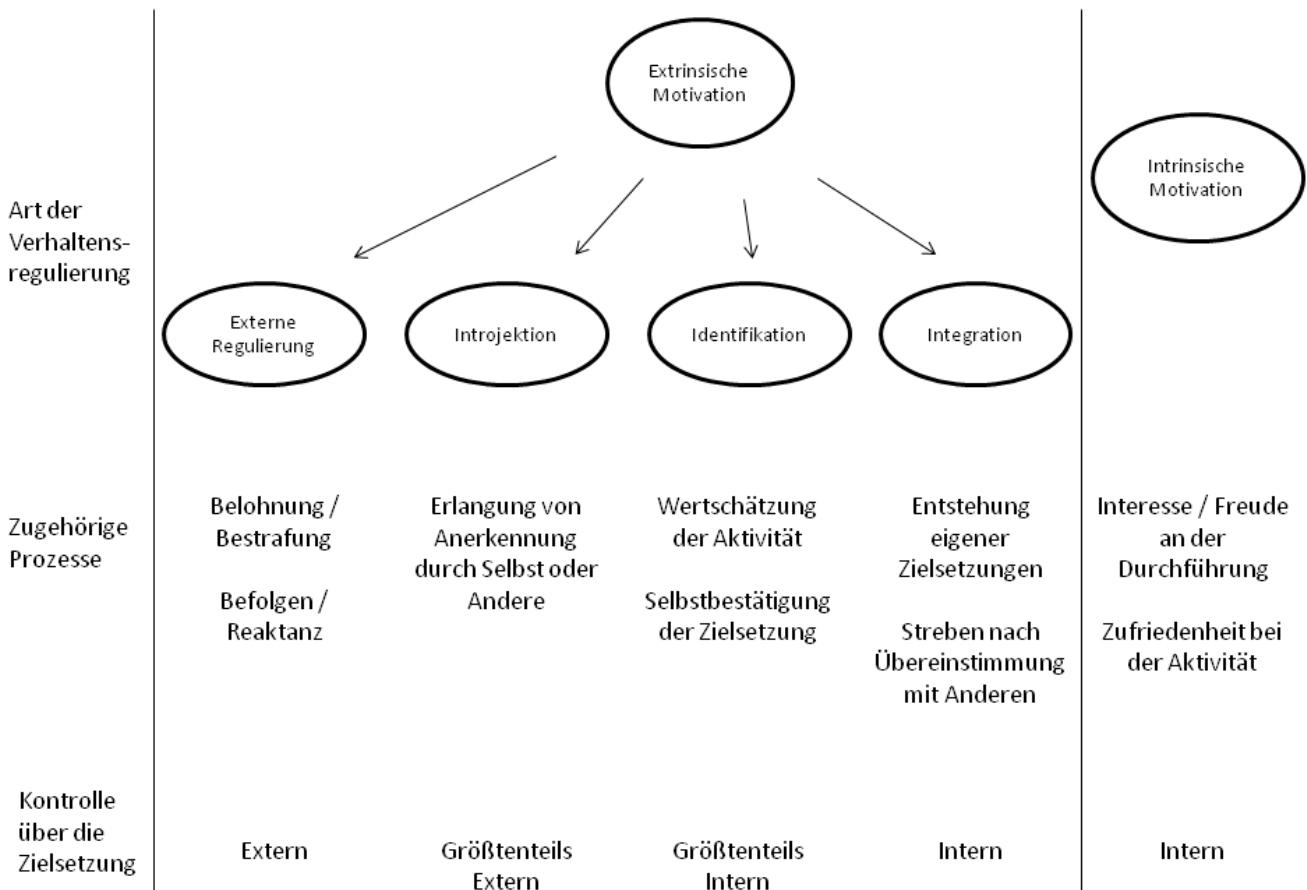 Extrinsische
Motivation
Intrinsische
Motivation
Art der
Verhaltens-
regulierung
Externe
Regulierung
Introjektion
Identifikation
Integration
Zugehörige
Prozesse
Belohnung /
Bestrafung
Befolgen /
Reaktanz
Erlangung von
Anerkennung
durch Selbst oder
Andere
Wertschätzung
der Aktivität
Selbstbestätigung
der Zielsetzung
Entstehung
eigener
Zielsetzungen
Streben nach
Übereinstimmung
mit Anderen
Interesse / Freude
an der
Durchführung
Zufriedenheit bei
der Aktivität
Kontrolle
über die
Zielsetzung
Extern
Größtenteils
Extern
Größtenteils
Intern
Intern
Intern